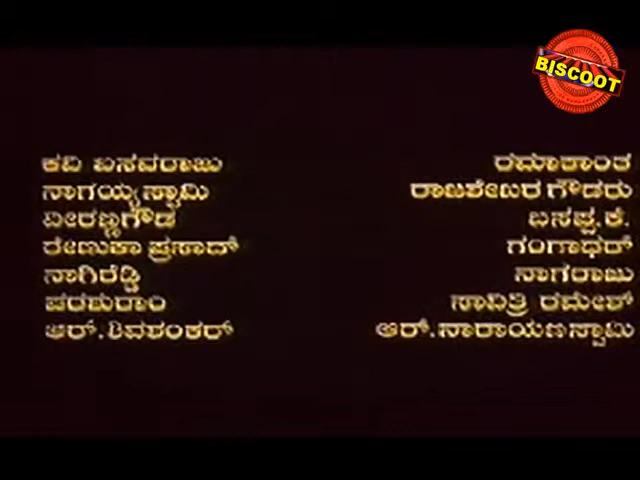 BISCOOT
ಕವಿ ಬಸವರಾಜು ರಮಾಕಾಂತ
ನಾಗಯ್ಯಸ್ವಾಮಿ ರಾಜಶೇಖರ ಗೌಡರು
ವೀರಣ್ಣಗೌಡ ಬಸಪ್ಪ.ಕೆ.
ರೇಣುಕಾ ಪ್ರಸಾದ್ ಗಂಗಾಧರ್
ನಾಗಿರೆಡ್ಡಿ ನಾಗರಾಜು
ಪರಶುರಾಂ ಸಾವಿತ್ರಿ ರಮೇಶ್
ಆರ್.ಶಿವಶಂಕರ್ ಆರ್.ನಾರಾಯಣಸ್ವಾಮಿ